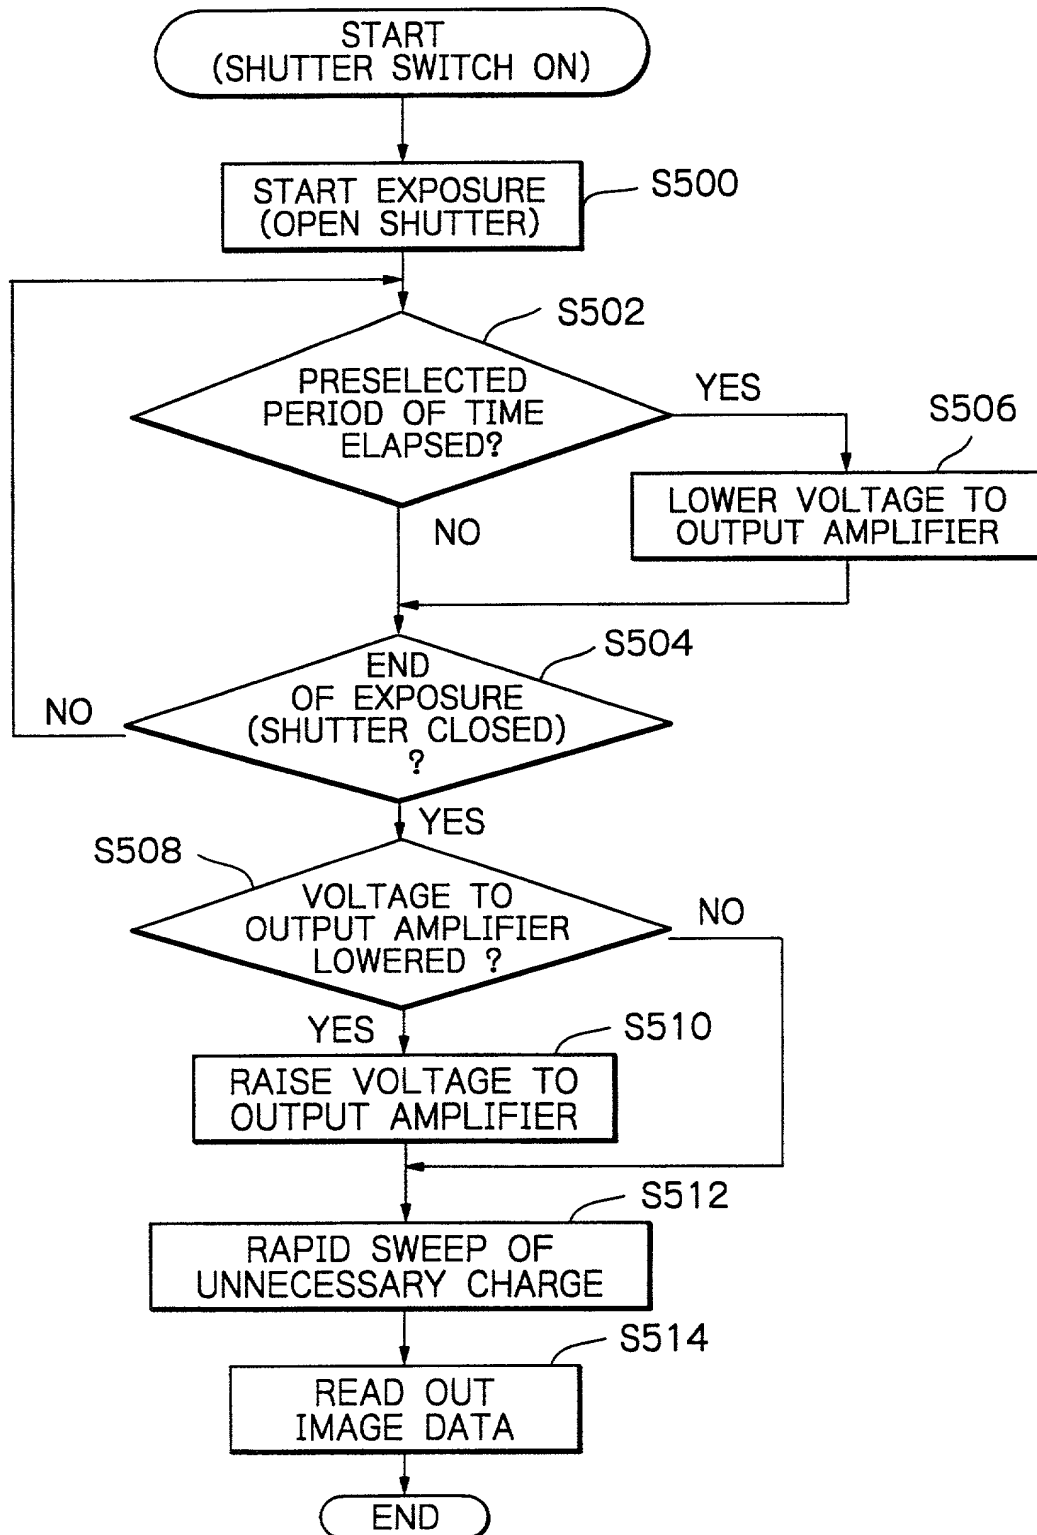 START
(SHUTTER SWITCH ON)
START EXPOSURE
(OPEN SHUTTER)
S500
S502
PRESELECTED
PERIOD OF TIME
ELAPSED?
YES
S506
LOWER VOLTAGE TO
OUTPUT AMPLIFIER
NO
S504
END
OF EXPOSURE
(SHUTTER CLOSED)
?
NO
YES
S508
VOLTAGE TO
OUTPUT AMPLIFIER
LOWERED ?
NO
YES
S510
RAISE VOLTAGE TO
OUTPUT AMPLIFIER
S512
RAPID SWEEP OF
UNNECESSARY CHARGE
S514
READ OUT
IMAGE DATA
END